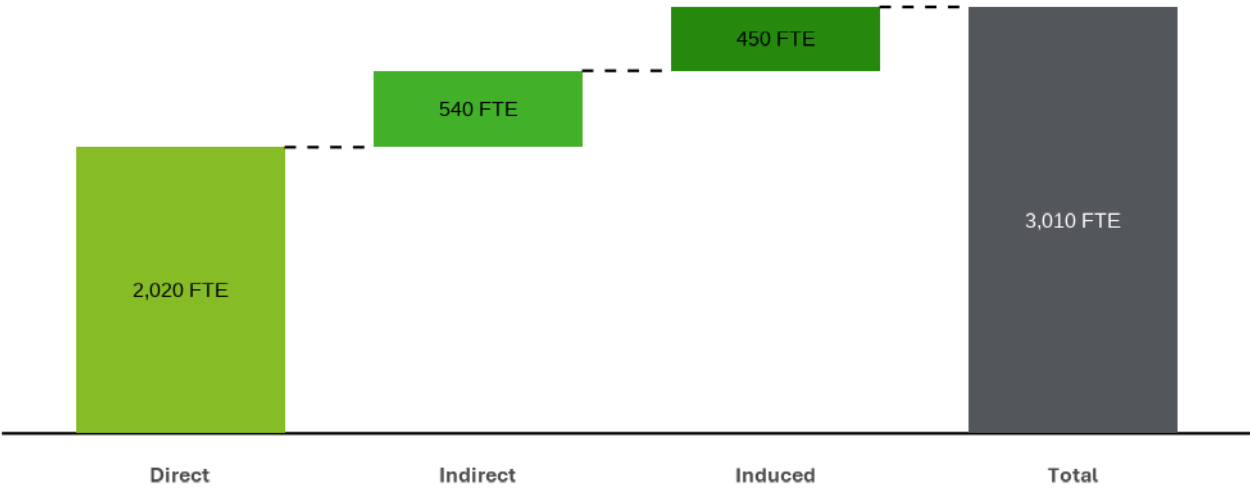 450 FTE
540 FTE
3,010 FTE
2,020 FTE
Direct
Indirect
Induced
Total